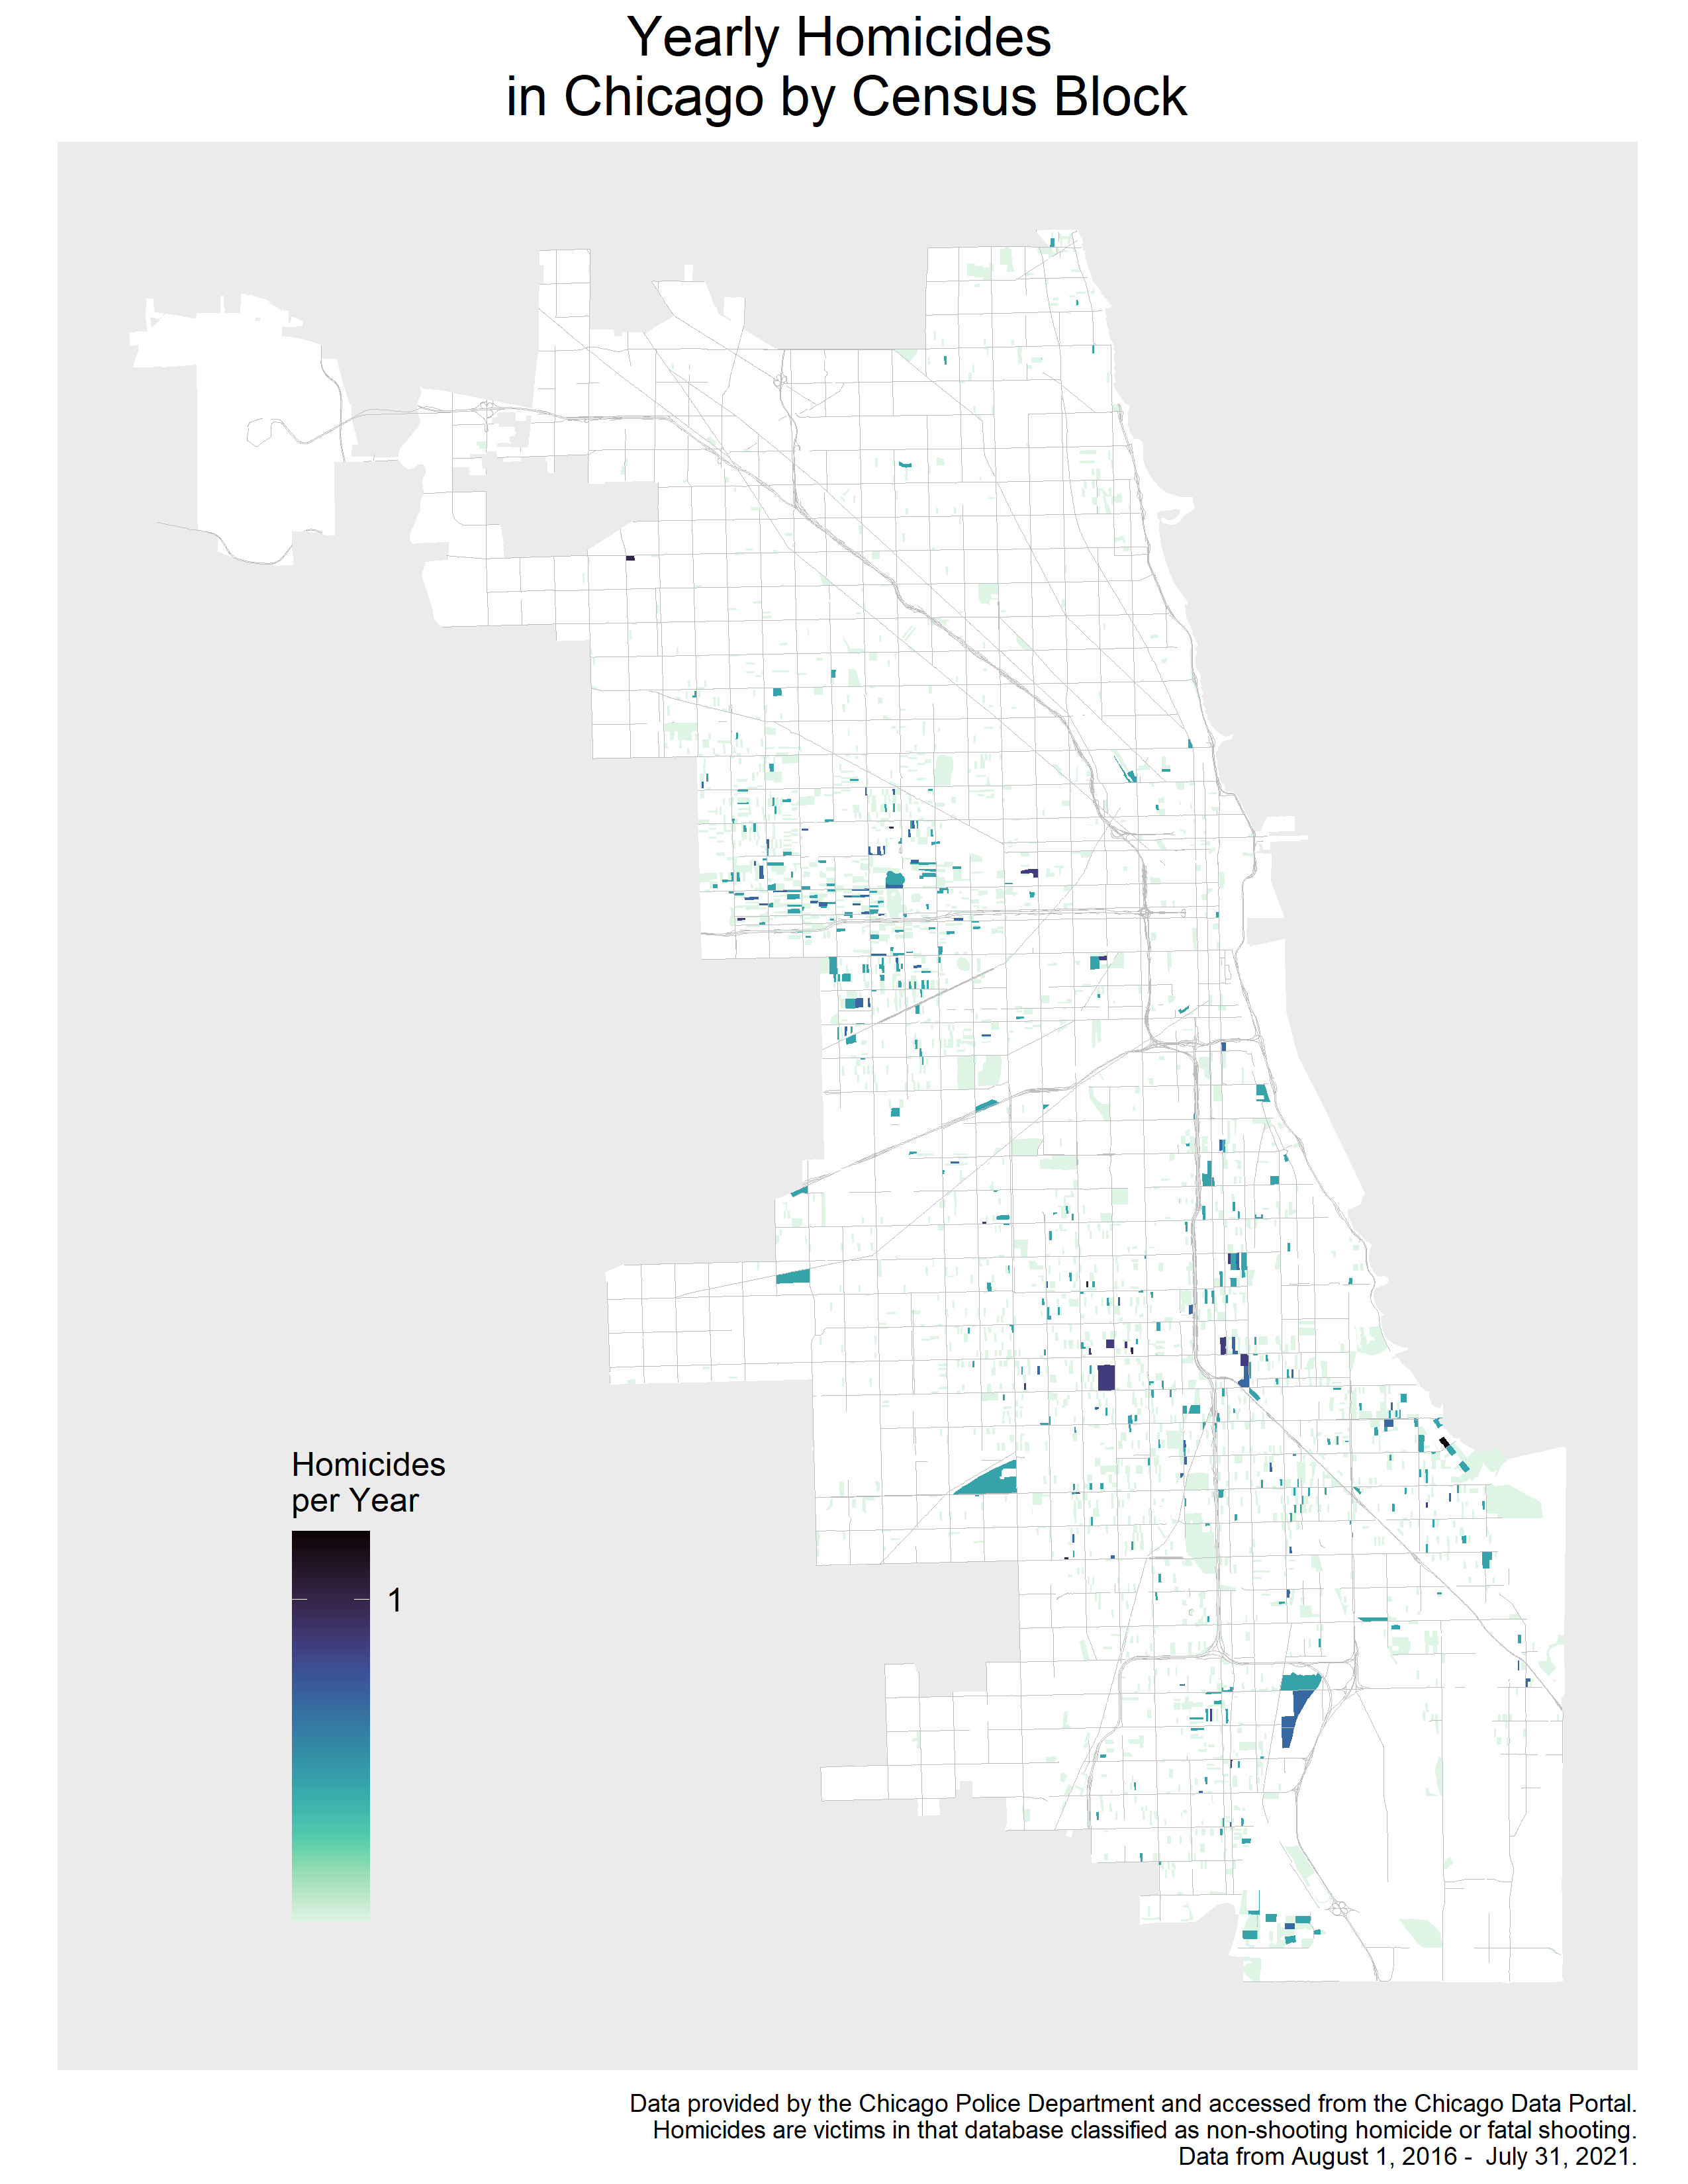 Yearly Homicides
in Chicago by Census Block
Homicides
per Year
1
Data provided by the Chicago Police Department and accessed from the Chicago Data Portal.
Homicides are victims in that database classified as non-shooting homicide or fatal shooting.
Data from August 1, 2016 -  July 31, 2021.